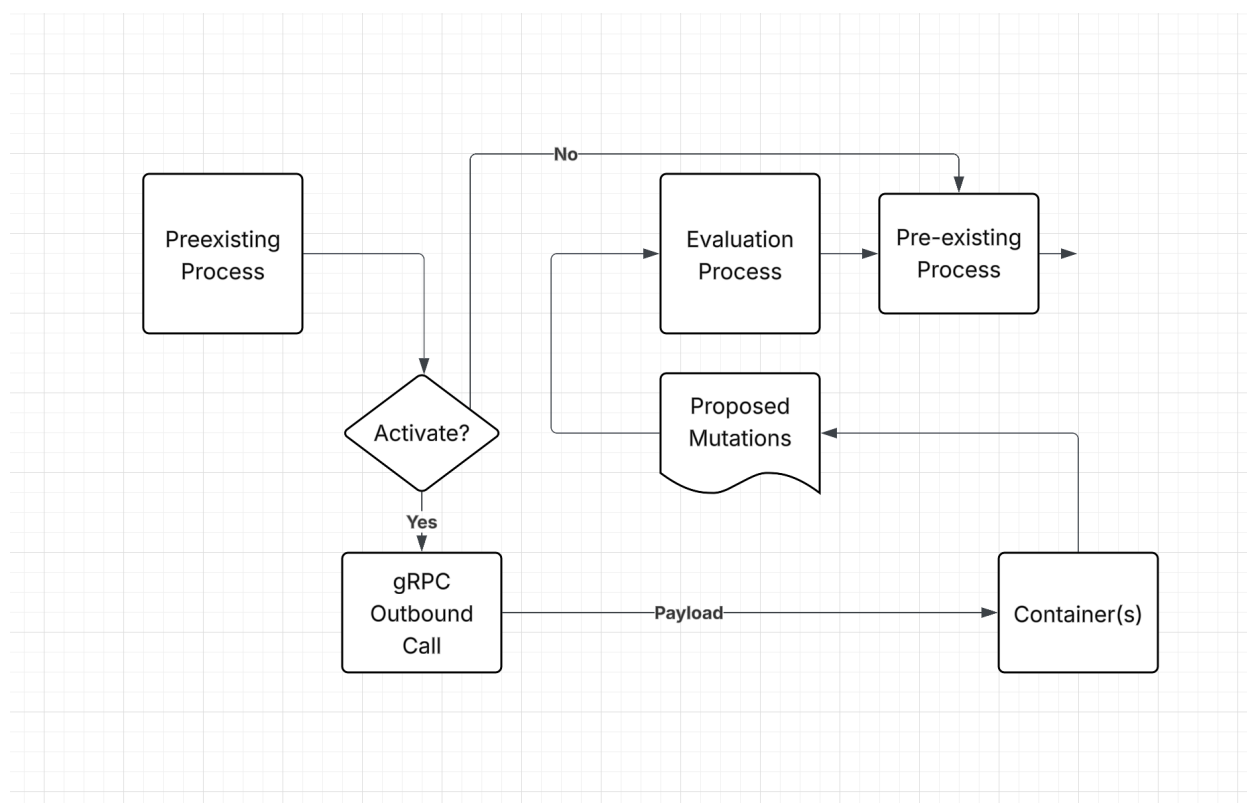 No
Preexisting
Process
Evaluation
Process
Pre-existing
Process
Activate?
Proposed
Mutations
Yes
gRPC
Outbound
Call
Payload
Container(s)